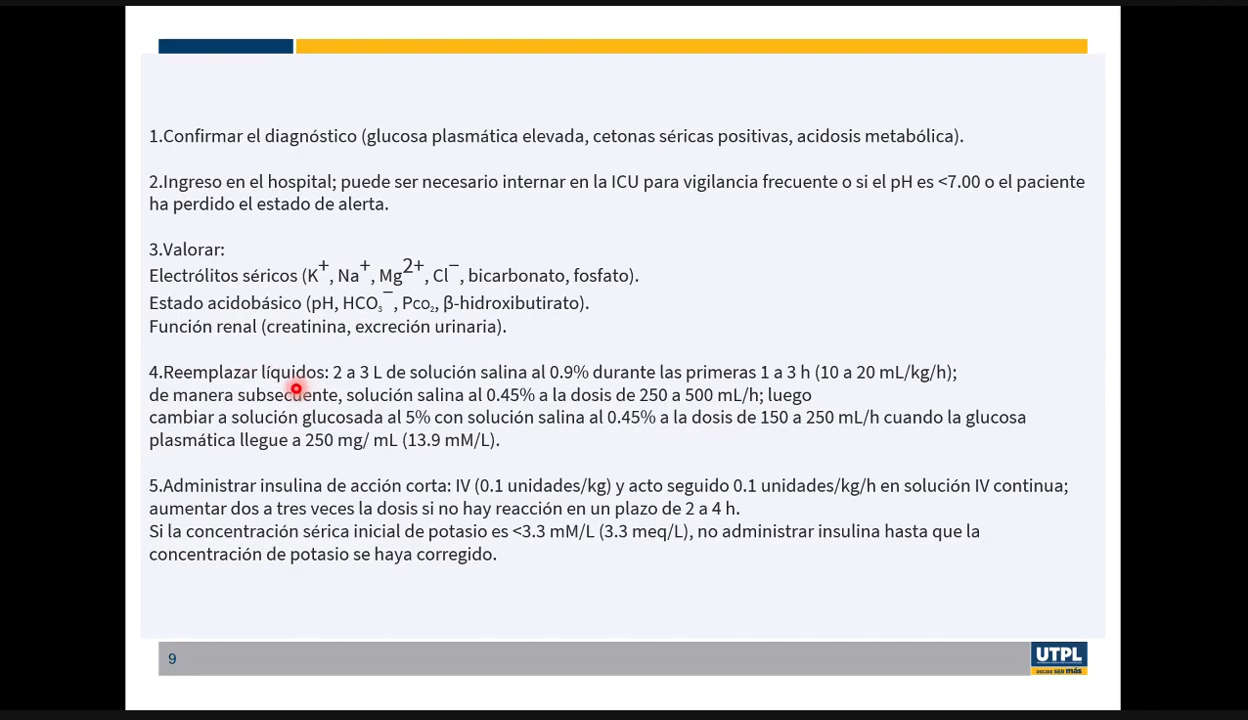 1.Confirmar el diagnóstico (glucosa plasmática elevada, cetonas séricas positivas, acidosis metabólica).
2.Ingreso en el hospital; puede ser necesario internar en la ICU para vigilancia frecuente o si el pH es <7.00 o el paciente
ha perdido el estado de alerta.
3.Valorar:
Electrólitos séricos (K⁺, Na⁺, Mg²⁺, Cl⁻, bicarbonato, fosfato).
Estado acidobásico (pH, HCO₃⁻, Pco₂, β-hidroxibutirato).
Función renal (creatinina, excreción urinaria).
4.Reemplazar líquidos: 2 a 3 L de solución salina al 0.9% durante las primeras 1 a 3 h (10 a 20 mL/kg/h);
de manera subsecuente, solución salina al 0.45% a la dosis de 250 a 500 mL/h; luego
cambiar a solución glucosada al 5% con solución salina al 0.45% a la dosis de 150 a 250 mL/h cuando la glucosa
plasmática llegue a 250 mg/ mL (13.9 mM/L).
5.Administrar insulina de acción corta: IV (0.1 unidades/kg) y acto seguido 0.1 unidades/kg/h en solución IV continua;
aumentar dos a tres veces la dosis si no hay reacción en un plazo de 2 a 4 h.
Si la concentración sérica inicial de potasio es <3.3 mM/L (3.3 meq/L), no administrar insulina hasta que la
concentración de potasio se haya corregido.
9
UTPL
DECIDE SER más